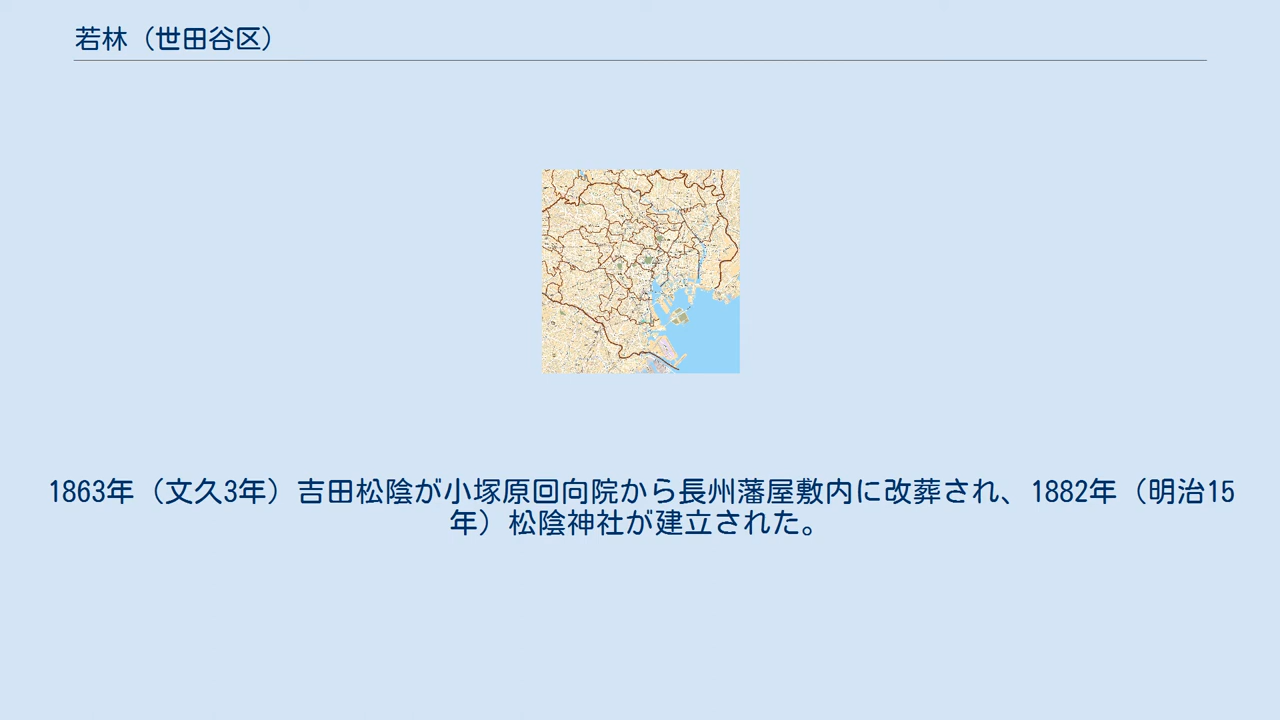 若林（世田谷区）
1863年（文久3年）吉田松陰が小塚原回向院から長州藩屋敷内に改葬され、1882年（明治15
年）松陰神社が建立された。